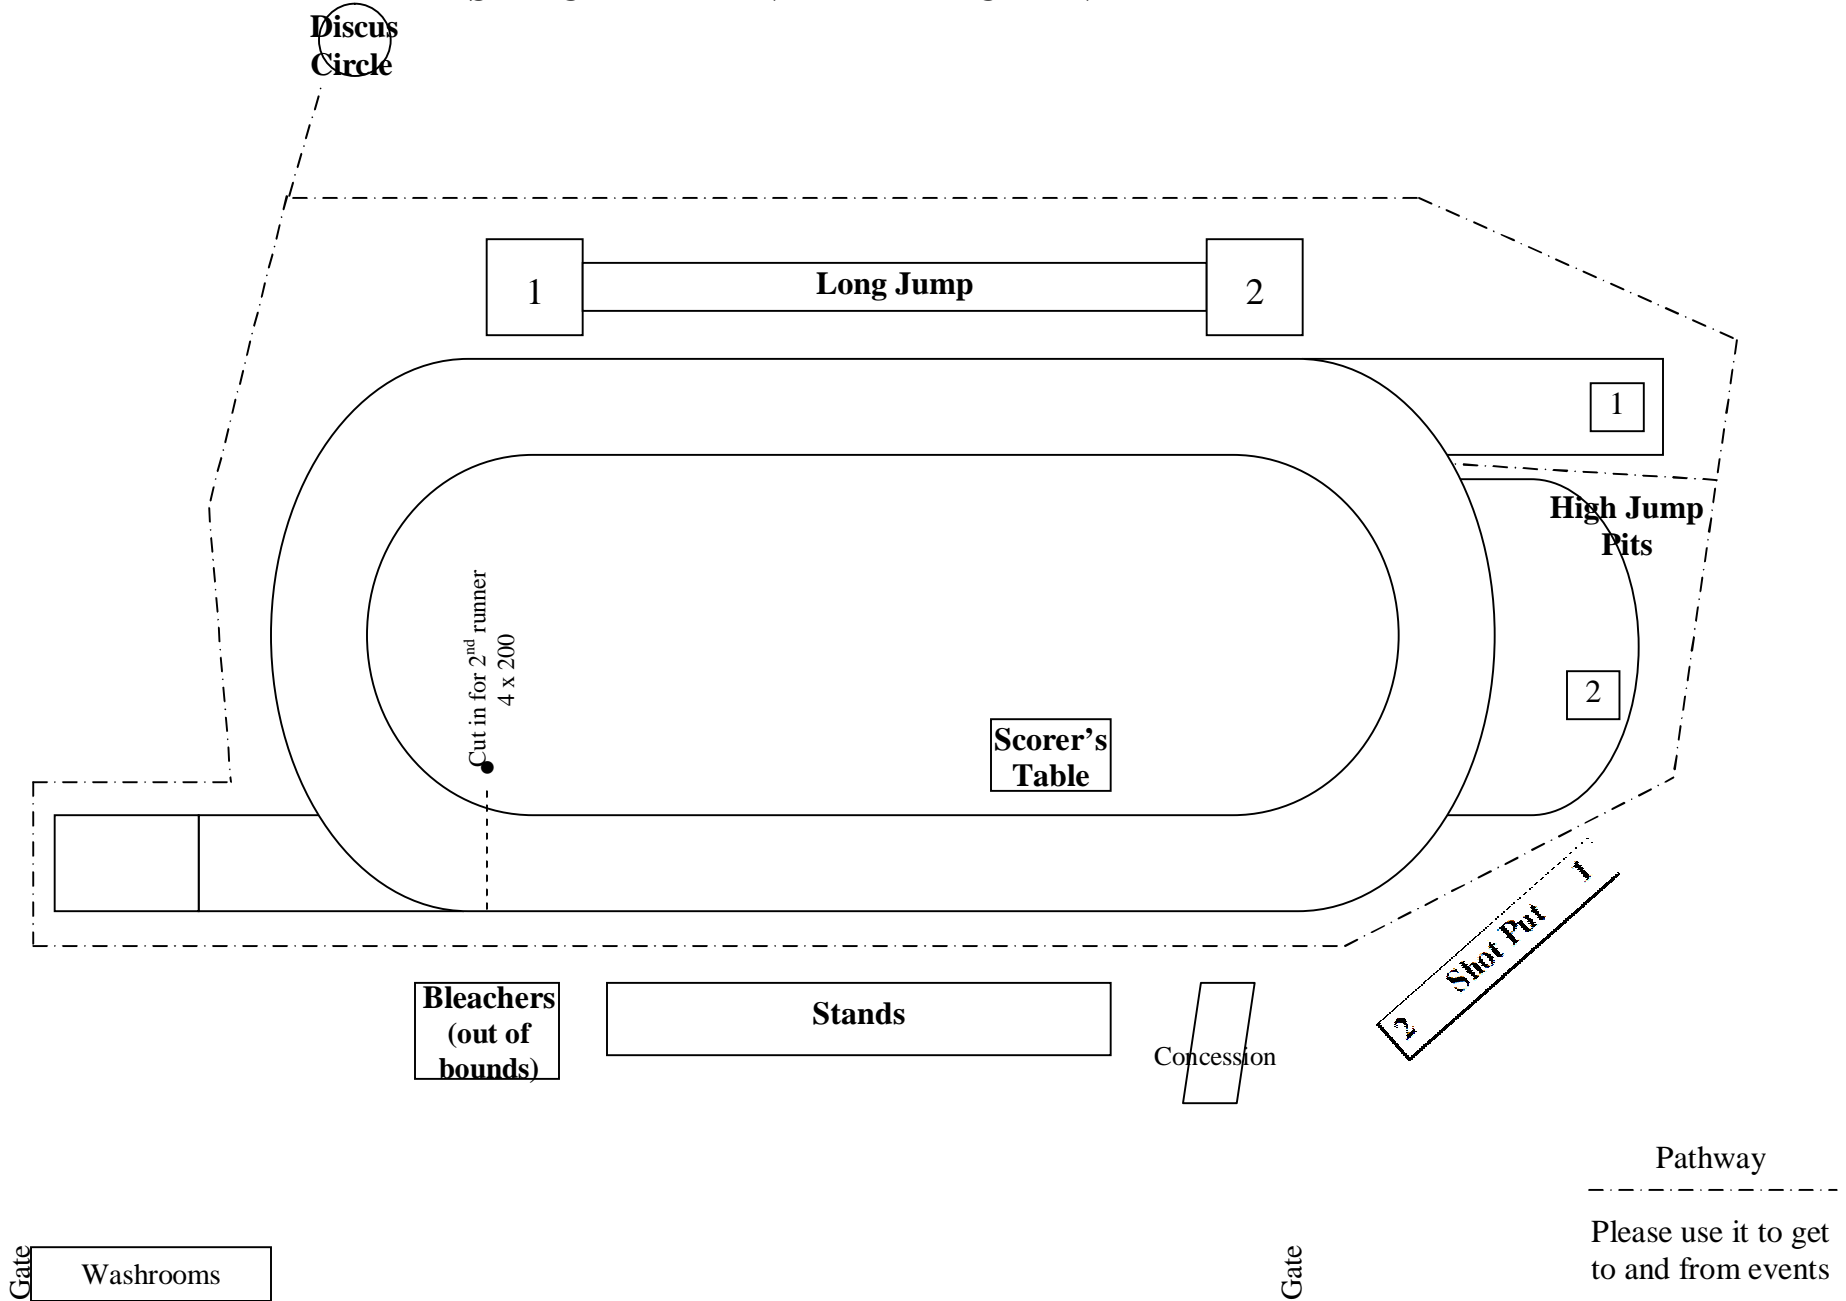 Discus
Circle
1
Long Jump
2
1
High Jump
Pits
Cut in for 2nd runner
4 x 200
2
Scorer’s
Table
1
Shot Put
2
Bleachers
(out of
bounds)
Stands
Concession
Pathway
Please use it to get
to and from events
Gate
Washrooms
Gate